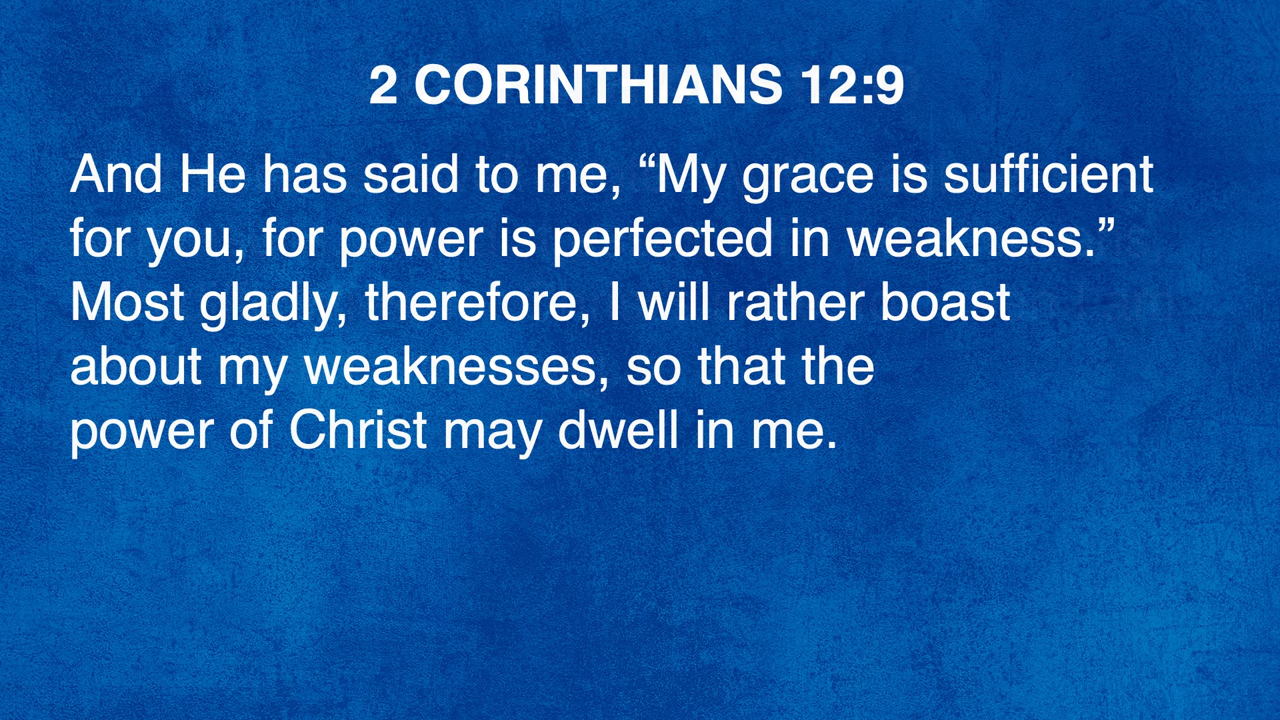 2 CORINTHIANS 12:9
And He has said to me, “My grace is sufficient
for you, for power is perfected in weakness.”
Most gladly, therefore, I will rather boast
about my weaknesses, so that the
power of Christ may dwell in me.